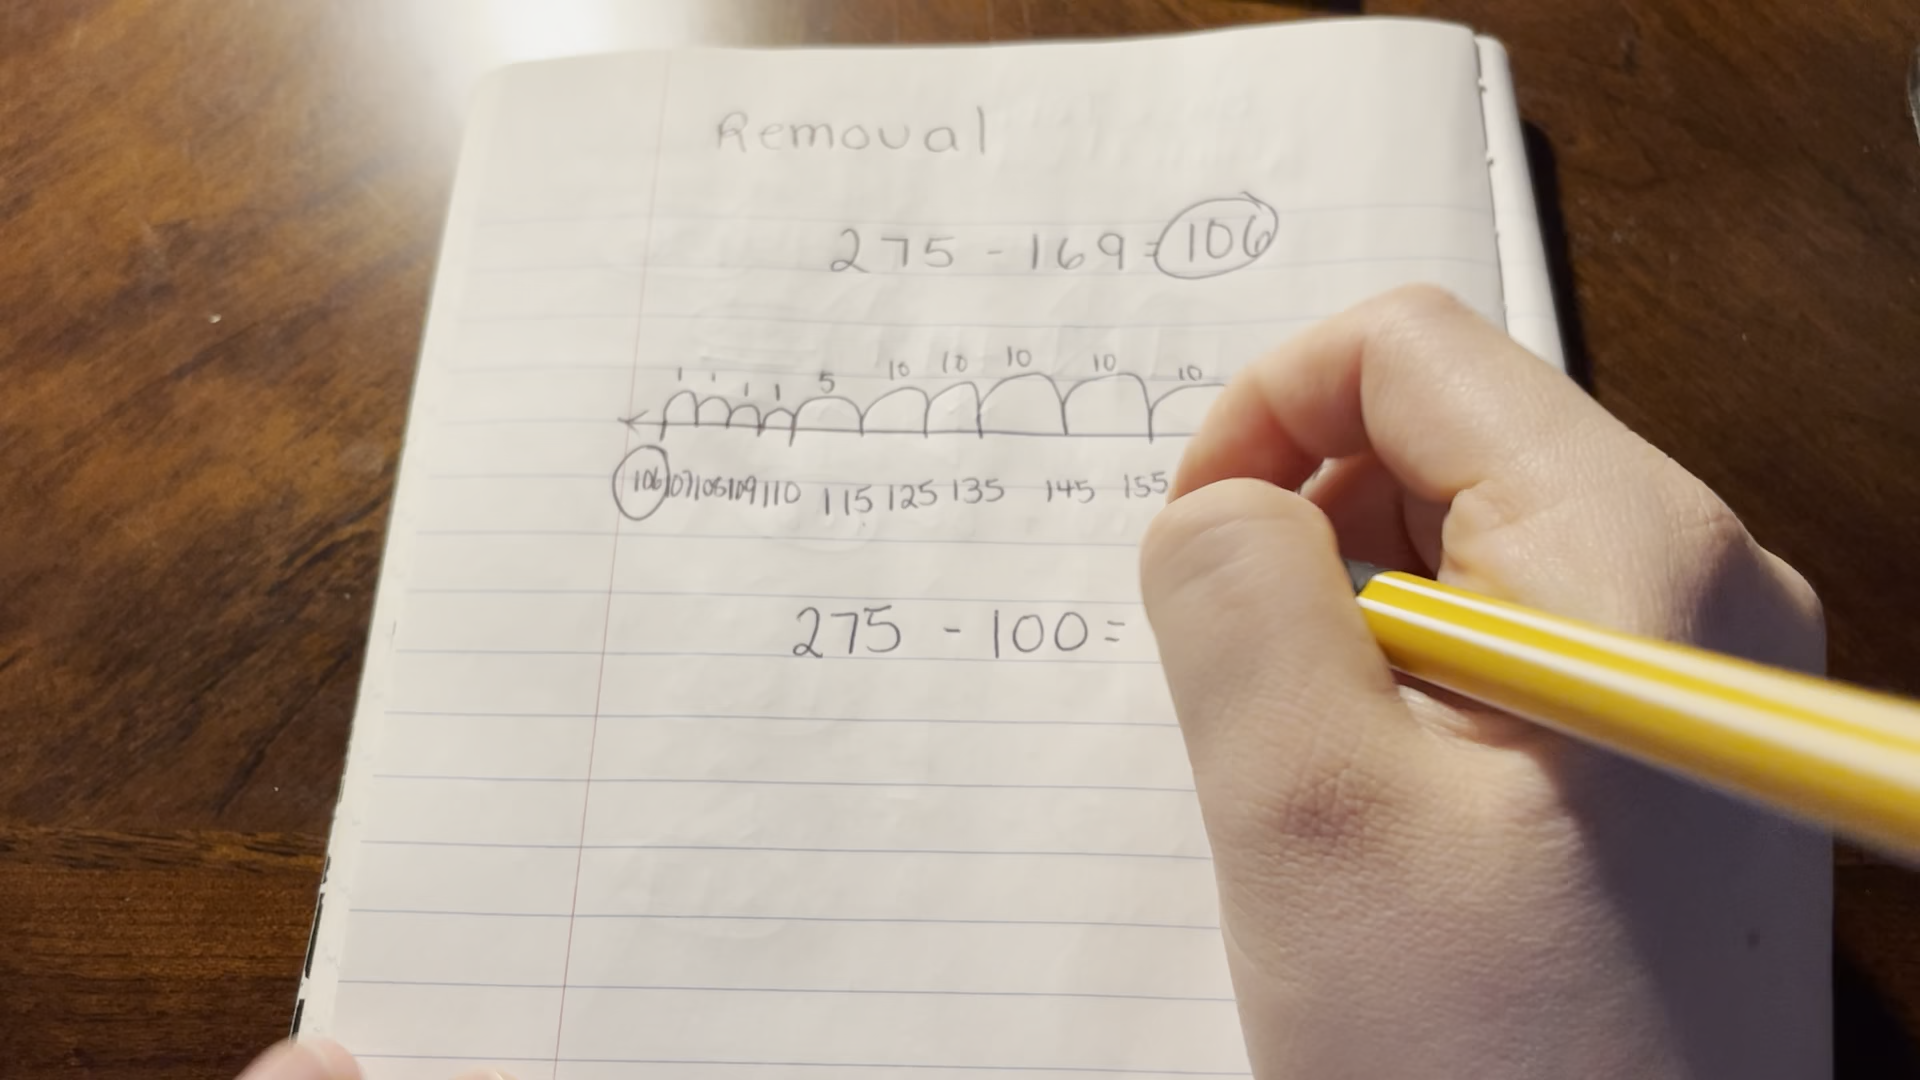 Removal
275 - 169 = 106
1 1 1 1 5 10 10 10 10 10
106 107 108 109 110 115 125 135 145 155
275 - 100 =